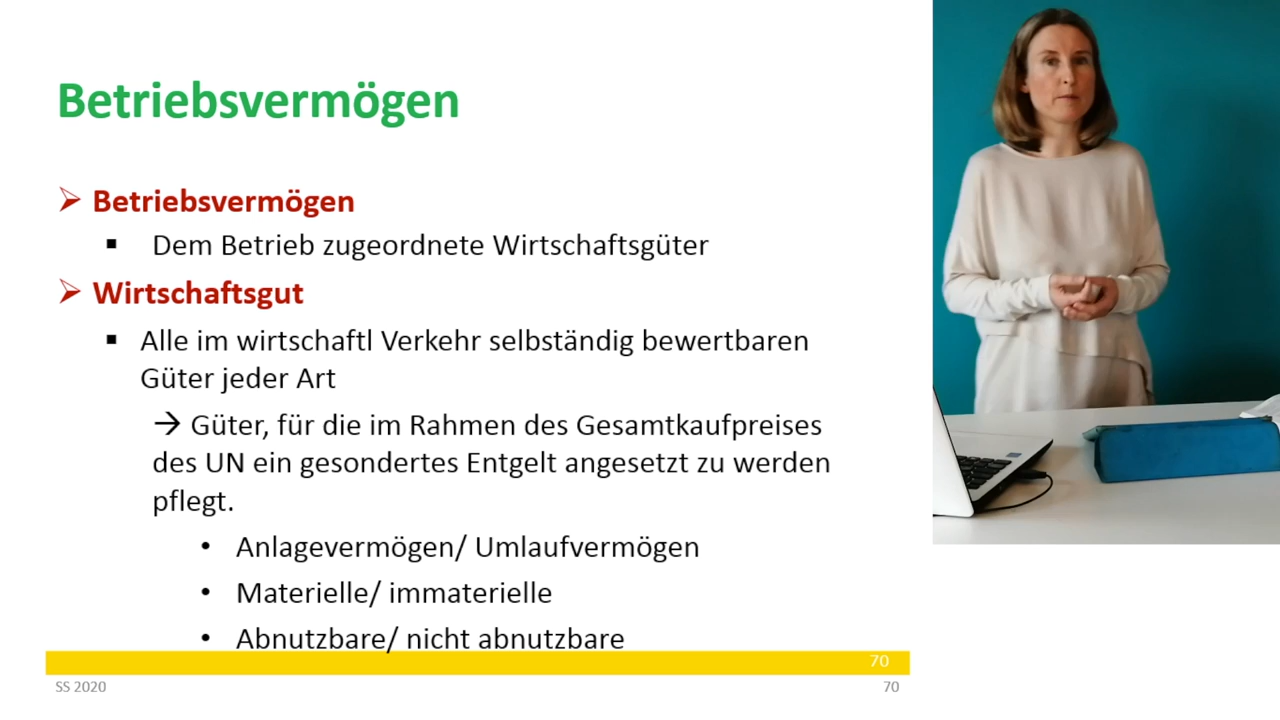 Betriebsvermögen
➢ Betriebsvermögen
▪ Dem Betrieb zugeordnete Wirtschaftsgüter
➢ Wirtschaftsgut
▪ Alle im wirtschaftl Verkehr selbständig bewertbaren
Güter jeder Art
→ Güter, für die im Rahmen des Gesamtkaufpreises
des UN ein gesondertes Entgelt angesetzt zu werden
pflegt.
• Anlagevermögen/ Umlaufvermögen
• Materielle/ immaterielle
• Abnutzbare/ nicht abnutzbare
70
SS 2020
70